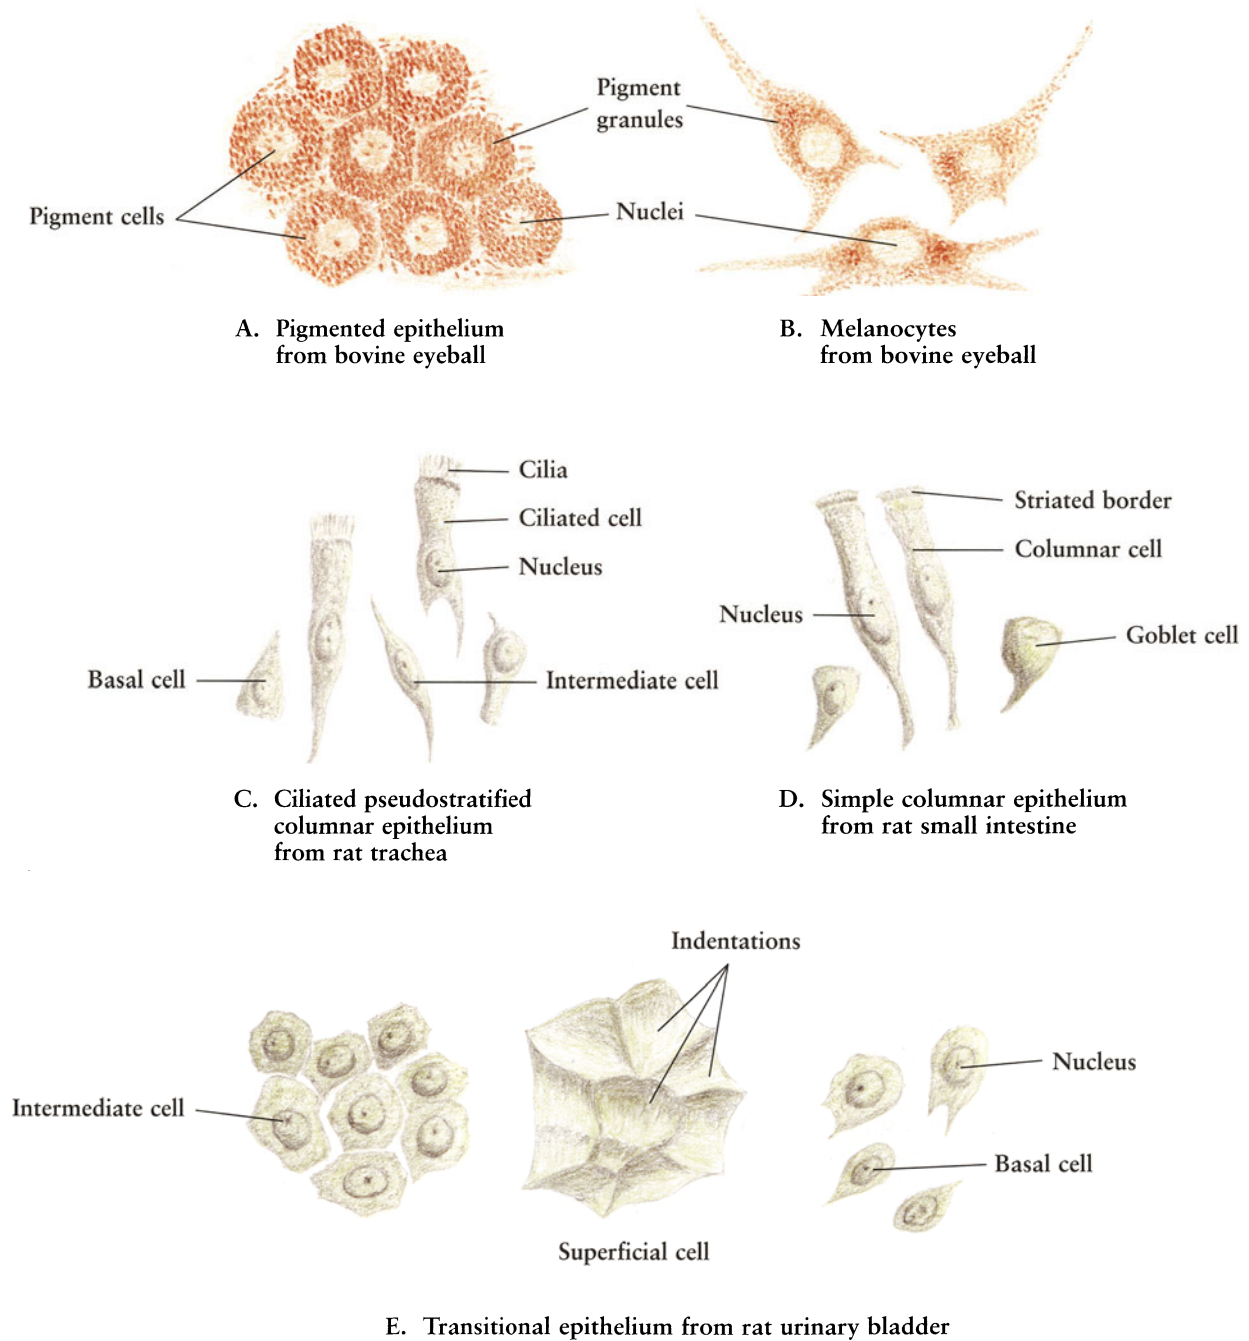 Pigment
granules
Pigment cells
Nuclei
A. Pigmented epithelium
from bovine eyeball
B. Melanocytes
from bovine eyeball
Cilia
Ciliated cell
Nucleus
Basal cell
Intermediate cell
Striated border
Columnar cell
Nucleus
Goblet cell
C. Ciliated pseudostratified
columnar epithelium
from rat trachea
D. Simple columnar epithelium
from rat small intestine
Indentations
Intermediate cell
Nucleus
Basal cell
Superficial cell
E. Transitional epithelium from rat urinary bladder